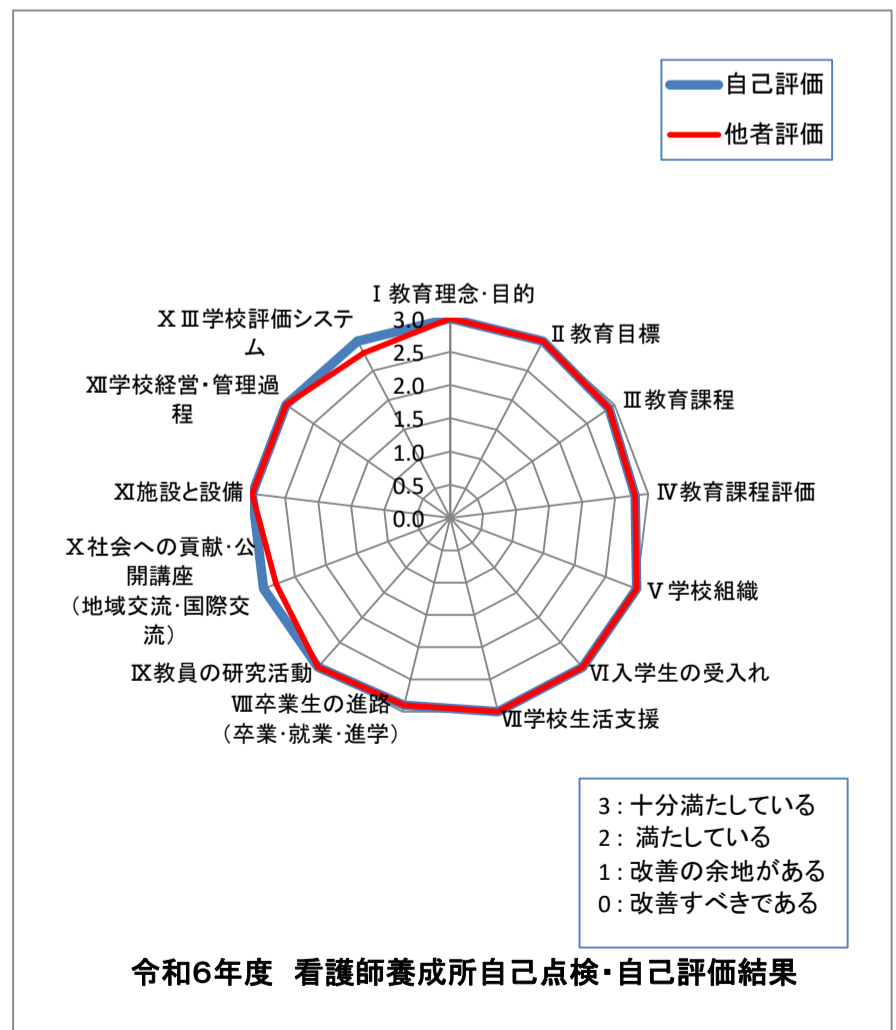 自己評価
他者評価
Ⅰ 教育理念・目的
Ⅱ 教育目標
Ⅲ教育課程
Ⅳ教育課程評価
Ⅴ 学校組織
Ⅵ入学生の受入れ
Ⅶ学校生活支援
Ⅷ卒業生の進路
（卒業・就業・進学）
Ⅸ教員の研究活動
Ⅹ社会への貢献・公
開講座
（地域交流・国際交
流）
Ⅺ施設と設備
Ⅻ学校経営・管理過
程
ⅩⅢ学校評価システ
ム
3.0
2.5
2.0
1.5
1.0
0.5
0.0
3 : 十分満たしている
2 : 満たしている
1 : 改善の余地がある
0 : 改善すべきである
令和６年度 看護師養成所自己点検・自己評価結果